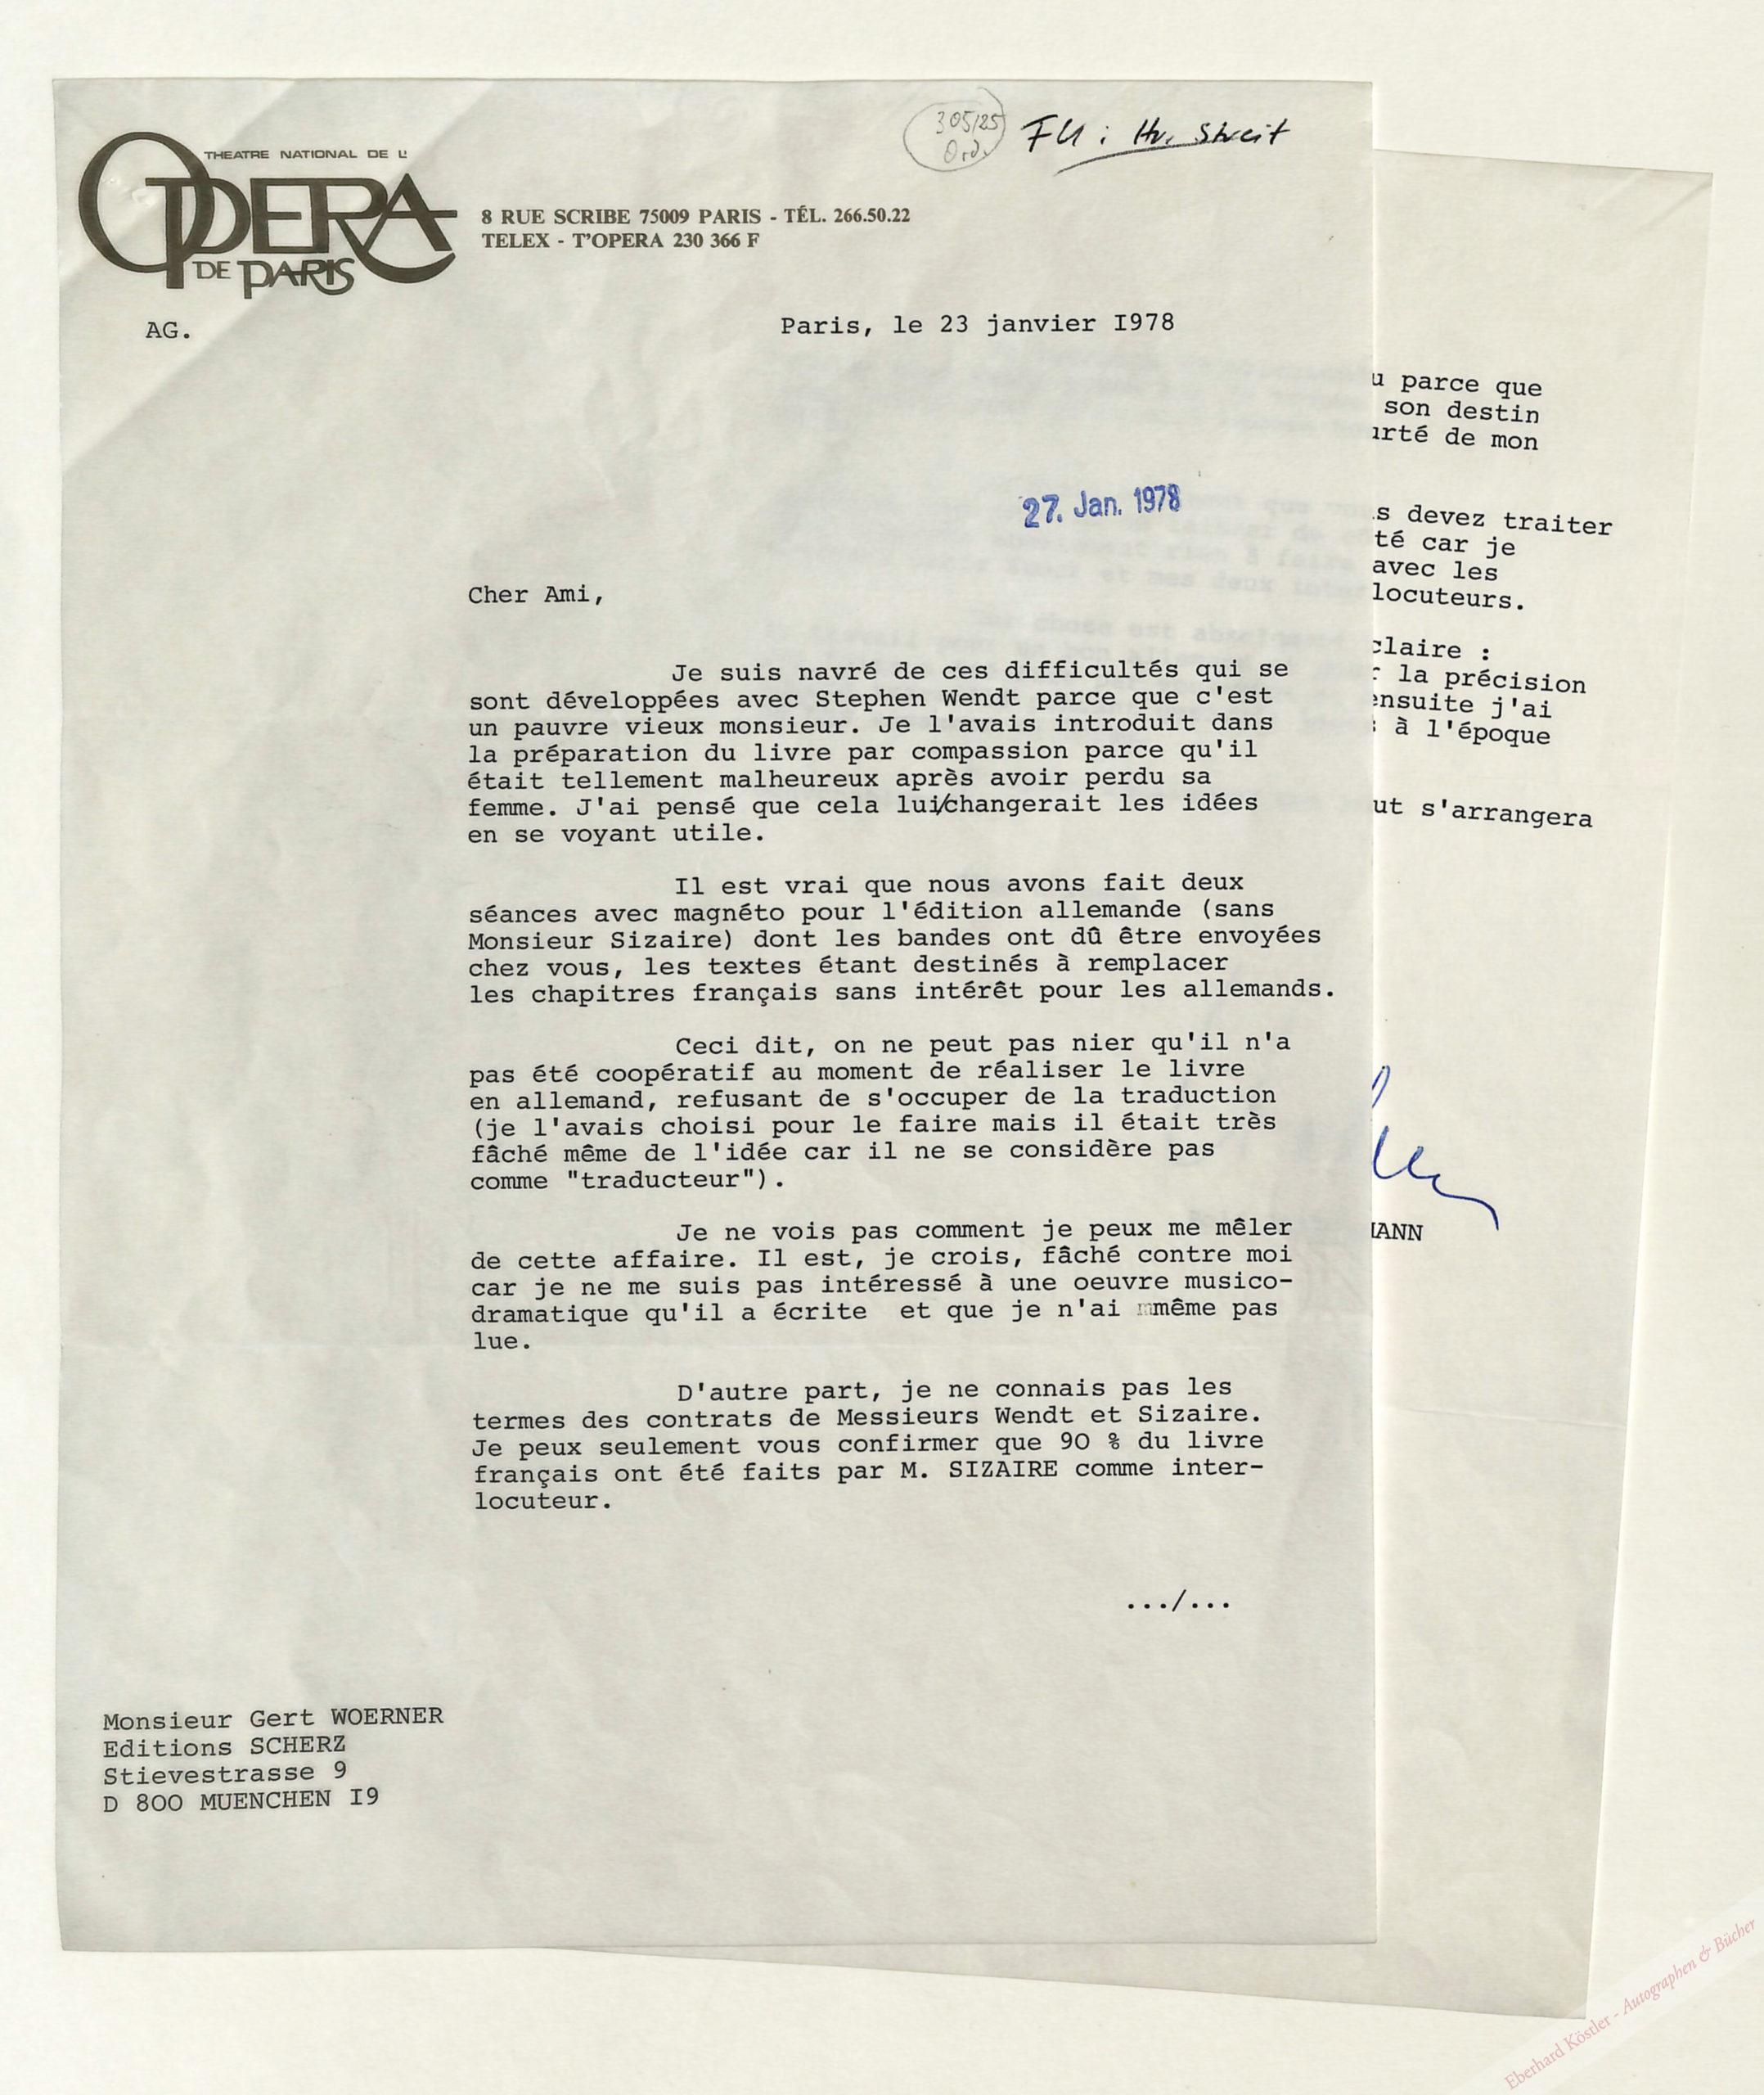 305/25
Ord.
FU : Hr. Streit
THEATRE NATIONAL DE L'
OPERA
DE PARIS
8 RUE SCRIBE 75009 PARIS - TÉL. 266.50.22
TELEX - T'OPERA 230 366 F
AG.
Paris, le 23 janvier I978
27. Jan. 1978
Cher Ami,
Je suis navré de ces difficultés qui se
sont développées avec Stephen Wendt parce que c'est
un pauvre vieux monsieur. Je l'avais introduit dans
la préparation du livre par compassion parce qu'il
était tellement malheureux après avoir perdu sa
femme. J'ai pensé que cela lui/changerait les idées
en se voyant utile.
Il est vrai que nous avons fait deux
séances avec magnéto pour l'édition allemande (sans
Monsieur Sizaire) dont les bandes ont dû être envoyées
chez vous, les textes étant destinés à remplacer
les chapitres français sans intérêt pour les allemands.
Ceci dit, on ne peut pas nier qu'il n'a
pas été coopératif au moment de réaliser le livre
en allemand, refusant de s'occuper de la traduction
(je l'avais choisi pour le faire mais il était très
fâché même de l'idée car il ne se considère pas
comme "traducteur").
Je ne vois pas comment je peux me mêler
de cette affaire. Il est, je crois, fâché contre moi
car je ne me suis pas intéressé à une oeuvre musico-
dramatique qu'il a écrite et que je n'ai mmême pas
lue.
D'autre part, je ne connais pas les
termes des contrats de Messieurs Wendt et Sizaire.
Je peux seulement vous confirmer que 90 % du livre
français ont été faits par M. SIZAIRE comme inter-
locuteur.
.../...
Monsieur Gert WOERNER
Editions SCHERZ
Stievestrasse 9
D 800 MUENCHEN I9
u parce que
son destin
urté de mon
s devez traiter
té car je
avec les
locuteurs.
claire :
r la précision
ensuite j'ai
à l'époque
ut s'arrangera
MANN
Eberhard Köstler - Autographen & Bücher